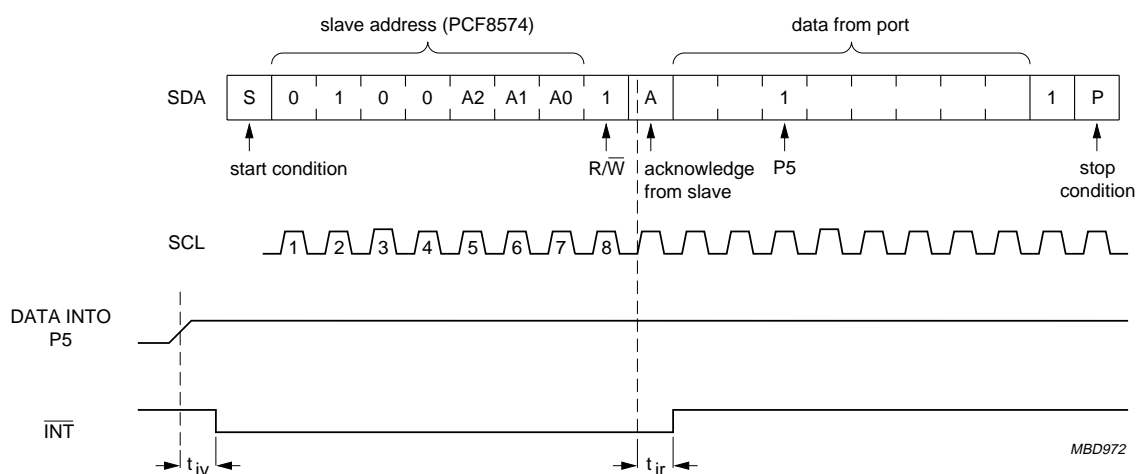 slave address (PCF8574) data from port
SDA S 0 1 0 0 A2 A1 A0 1 A 1 1 P
start condition R/W̅ acknowledge from slave P5 stop condition
SCL 1 2 3 4 5 6 7 8
DATA INTO P5
I̅N̅T̅
MBD972
t iv t ir